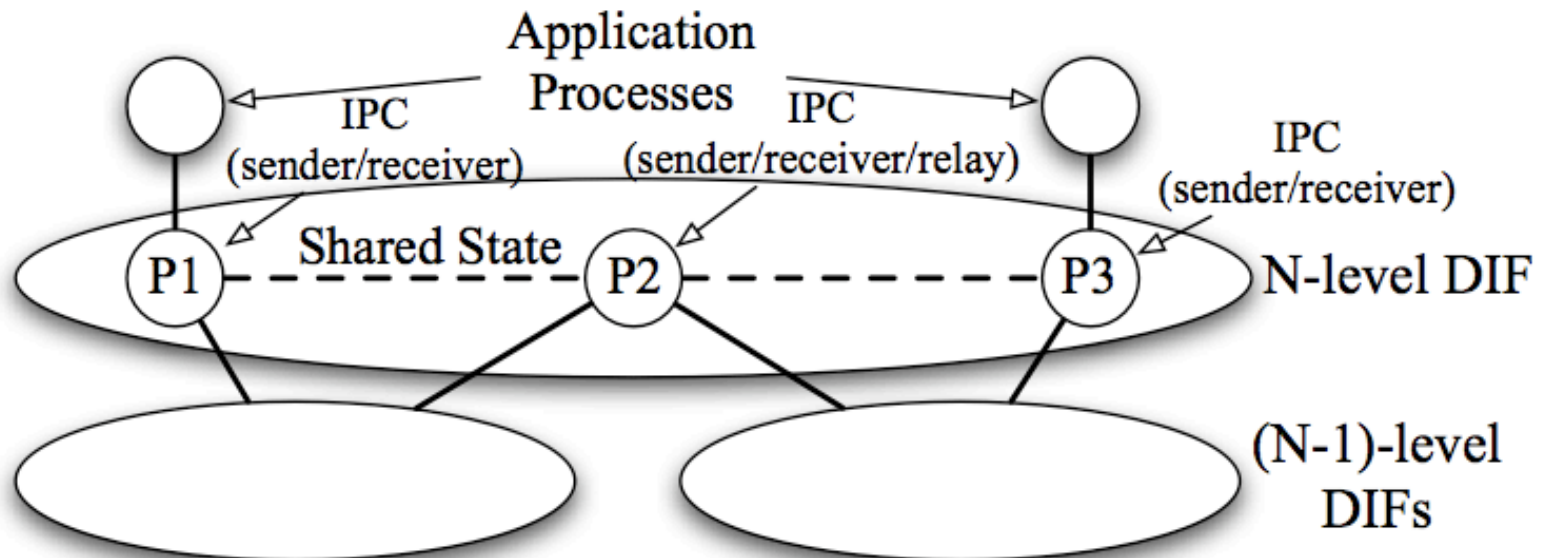 Application
Processes
IPC
(sender/receiver)
IPC
(sender/receiver/relay)
IPC
(sender/receiver)
P1
Shared State
P2
P3
N-level DIF
(N-1)-level
DIFs